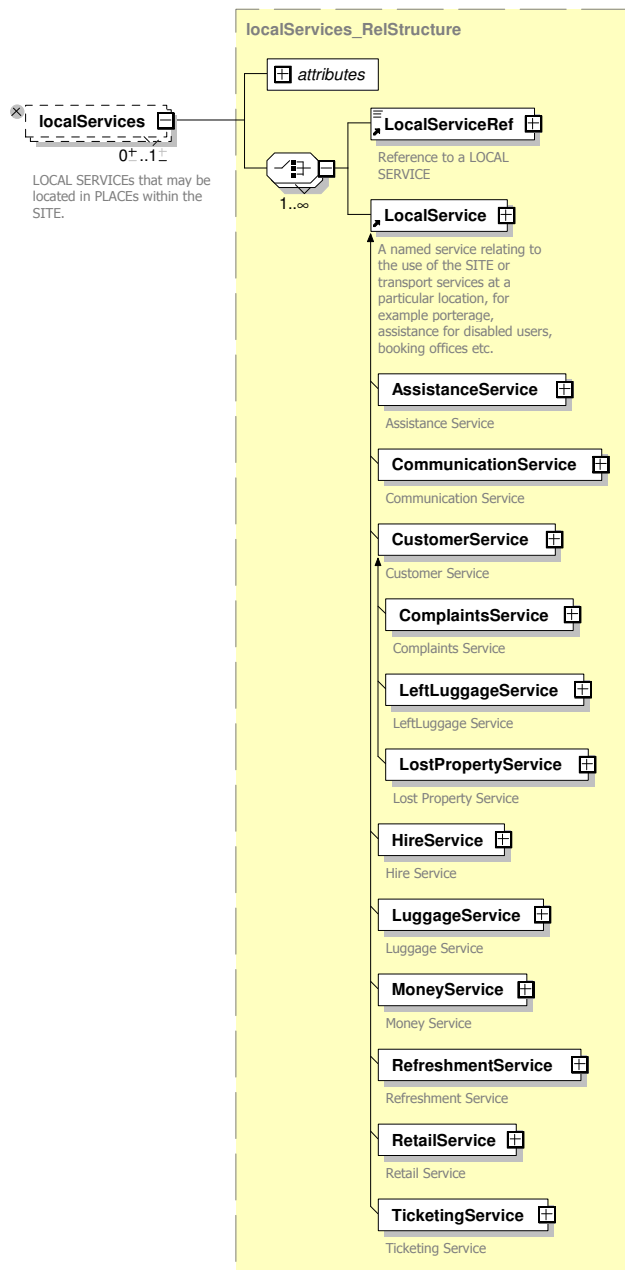 localServices_RelStructure
attributes
localServices
0+..1+
LOCAL SERVICEs that may be
located in PLACEs within the
SITE.
LocalServiceRef
Reference to a LOCAL
SERVICE
1..∞
LocalService
A named service relating to
the use of the SITE or
transport services at a
particular location, for
example porterage,
assistance for disabled users,
booking offices etc.
AssistanceService
Assistance Service
CommunicationService
Communication Service
CustomerService
Customer Service
ComplaintsService
Complaints Service
LeftLuggageService
LeftLuggage Service
LostPropertyService
Lost Property Service
HireService
Hire Service
LuggageService
Luggage Service
MoneyService
Money Service
RefreshmentService
Refreshment Service
RetailService
Retail Service
TicketingService
Ticketing Service